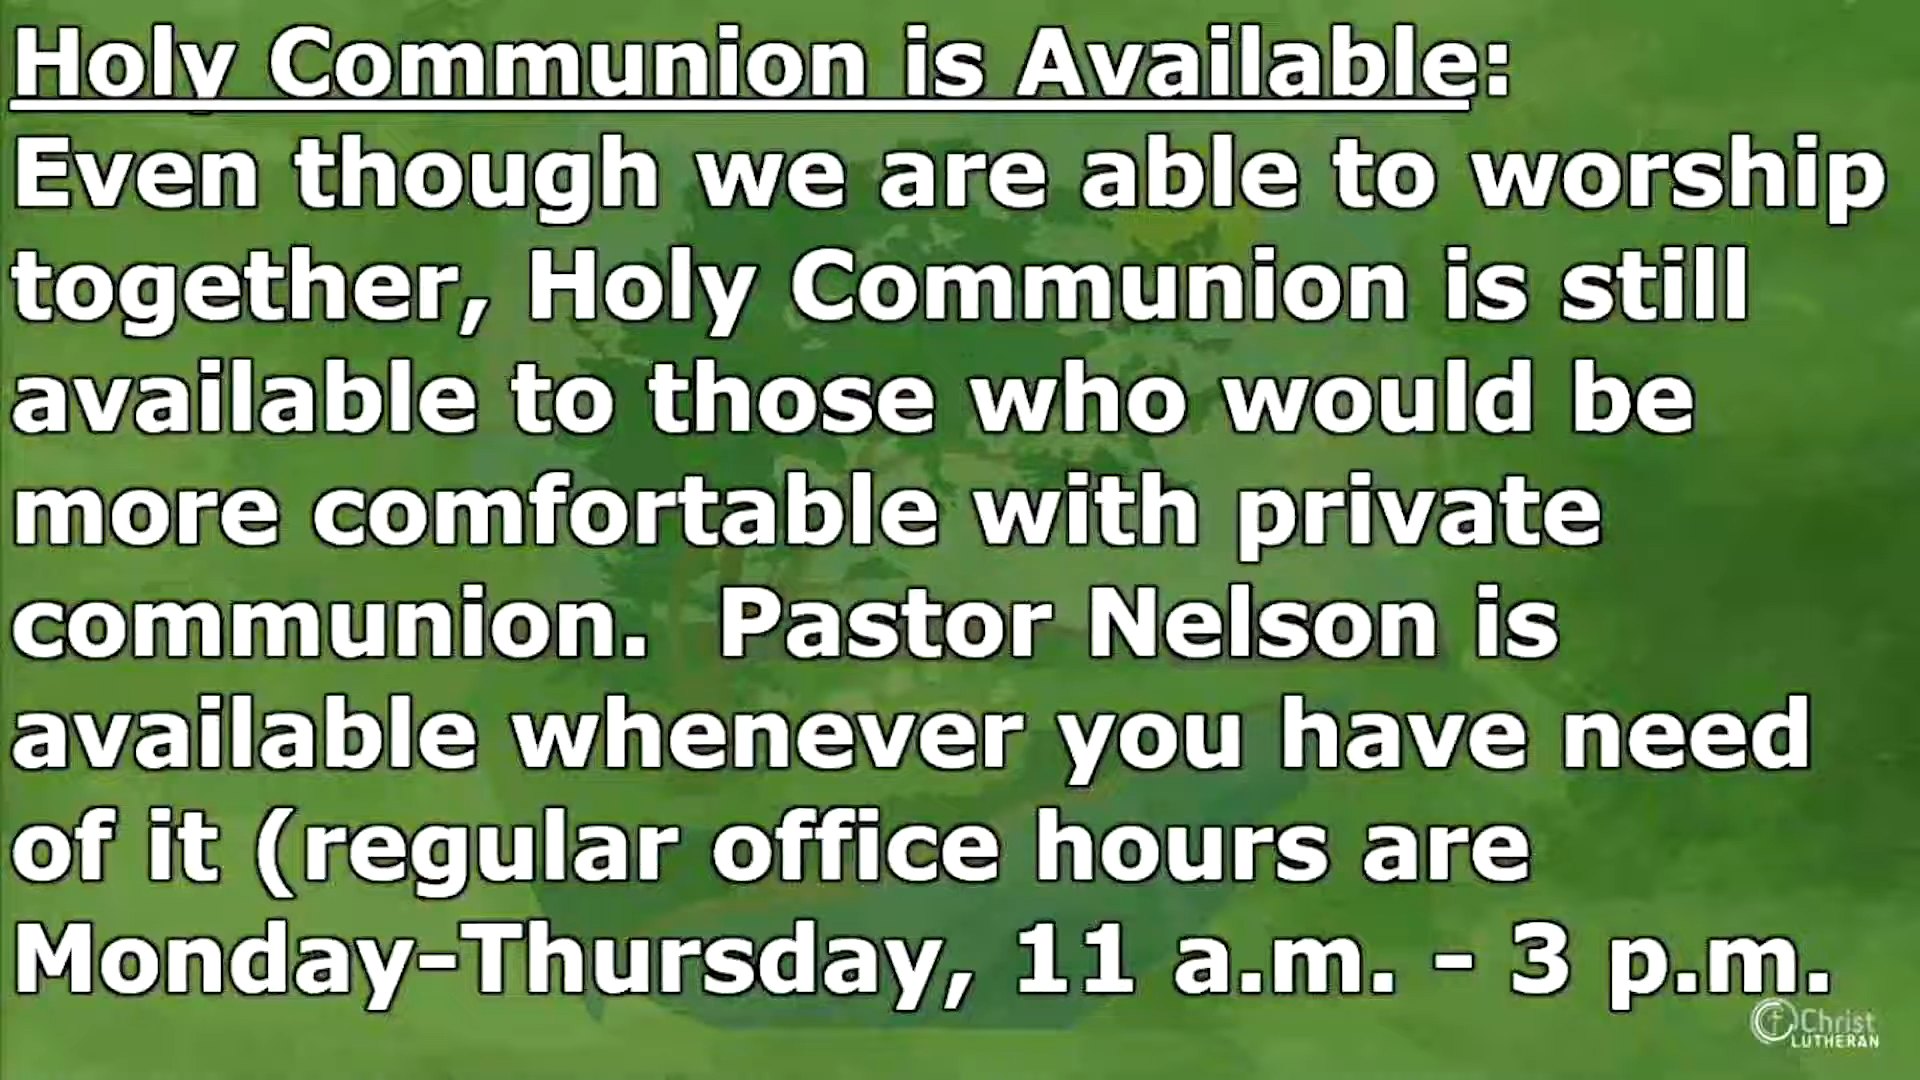 Holy Communion is Available:
Even though we are able to worship
together, Holy Communion is still
available to those who would be
more comfortable with private
communion.  Pastor Nelson is
available whenever you have need
of it (regular office hours are
Monday-Thursday, 11 a.m. - 3 p.m.
Christ
LUTHERAN